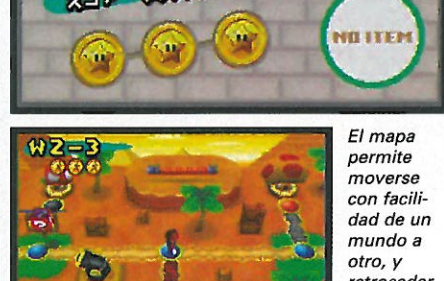 NO ITEM
W2-3
El mapa
permite
moverse
con facili-
dad de un
mundo a
otro, y
retroceder